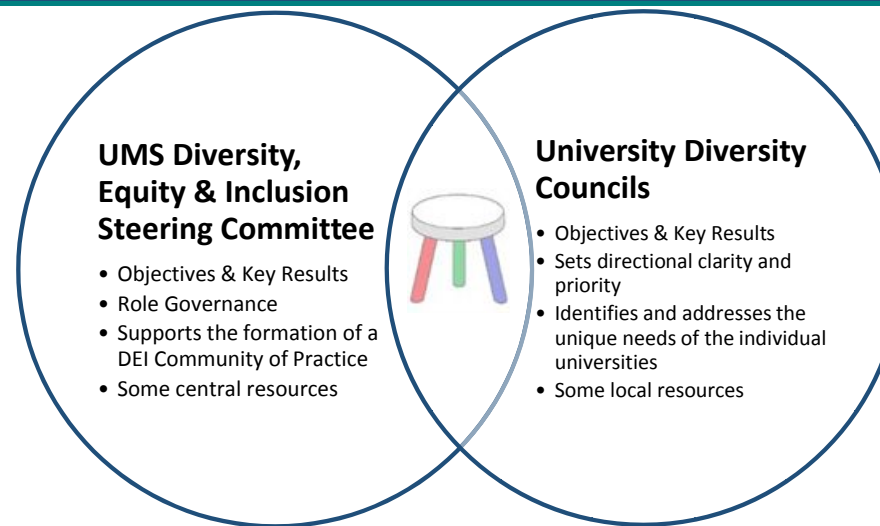 UMS Diversity,
Equity & Inclusion
Steering Committee
• Objectives & Key Results
• Role Governance
• Supports the formation of a
DEI Community of Practice
• Some central resources
University Diversity
Councils
• Objectives & Key Results
• Sets directional clarity and
priority
• Identifies and addresses the
unique needs of the individual
universities
• Some local resources